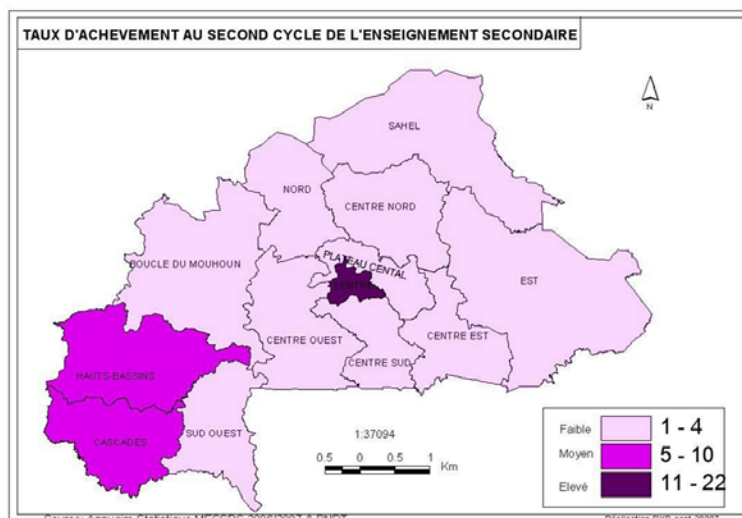 TAUX D'ACHEVEMENT AU SECOND CYCLE DE L'ENSEIGNEMENT SECONDAIRE
N
SAHEL
NORD
CENTRE NORD
PLATEAU CENTAL
BOUCLE DU MOUHOUN
CENTRE
EST
CENTRE OUEST
CENTRE EST
CENTRE SUD
HAUTS-BASSINS
CASCADES
SUD OUEST
1:37094
0.5 0 0.5 1
Km
Faible 1 - 4
Moyen 5 - 10
Elevé 11 - 22